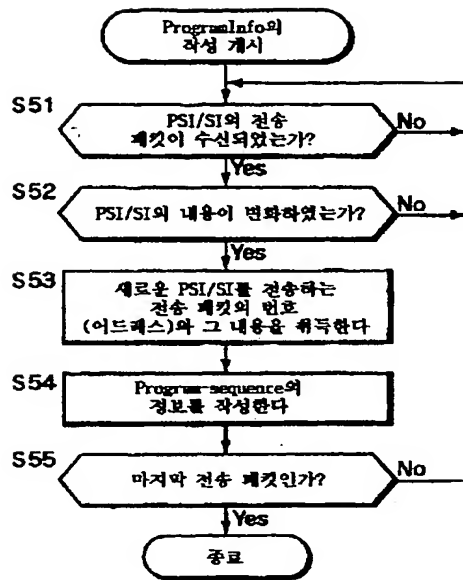 ProgramInfo의
작성 개시
S51
PSI/SI의 전송
패킷이 수신되었는가?
No
Yes
S52
PSI/SI의 내용이 변화하였는가?
No
Yes
S53
새로운 PSI/SI를 전송하는
전송 패킷의 번호
(어드레스)와 그 내용을 취득한다
S54
Program-sequence의
정보를 작성한다
S55
마지막 전송 패킷인가?
No
Yes
종료